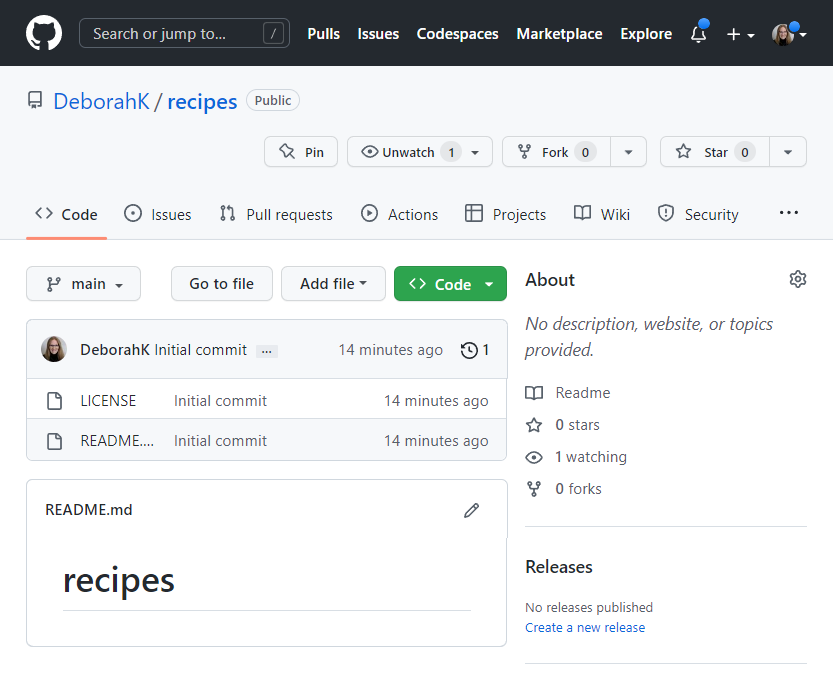 Search or jump to... / Pulls Issues Codespaces Marketplace Explore
DeborahK / recipes Public
Pin Unwatch 1 Fork 0 Star 0
Code Issues Pull requests Actions Projects Wiki Security ...
main Go to file Add file Code
DeborahK Initial commit ... 14 minutes ago 1
LICENSE Initial commit 14 minutes ago
README.... Initial commit 14 minutes ago
README.md
recipes
About
No description, website, or topics
provided.
Readme
0 stars
1 watching
0 forks
Releases
No releases published
Create a new release